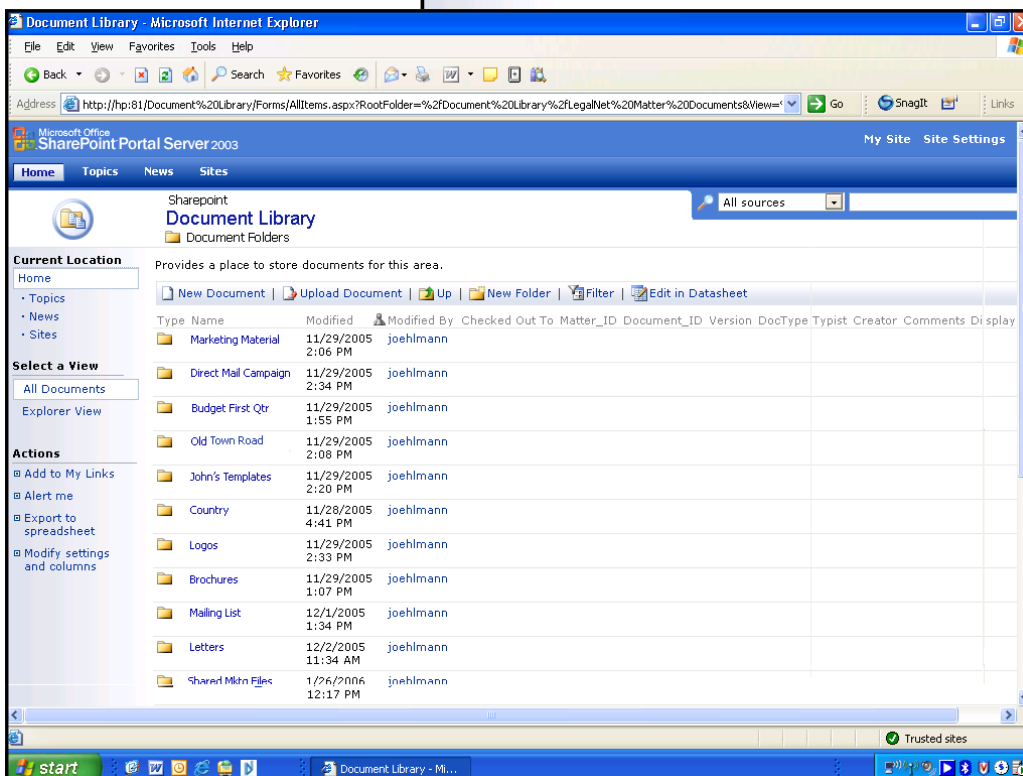 Document Library - Microsoft Internet Explorer
File Edit View Favorites Tools Help
Back Search Favorites
Address http://hp:81/Document%20Library/Forms/AllItems.aspx?RootFolder=%2fDocument%20Library%2fLegalNet%20Matter%20Documents&View= Go SnagIt Links
Microsoft Office
SharePoint Portal Server 2003 My Site Site Settings
Home Topics News Sites
Sharepoint All sources
Document Library
Document Folders
Current Location
Home
Topics
News
Sites
Select a View
All Documents
Explorer View
Actions
Add to My Links
Alert me
Export to
spreadsheet
Modify settings
and columns
Provides a place to store documents for this area.
New Document | Upload Document | Up | New Folder | Filter | Edit in Datasheet
Type Name Modified Modified By Checked Out To Matter_ID Document_ID Version DocType Typist Creator Comments Display
Marketing Material 11/29/2005 joehlmann
2:06 PM
Direct Mail Campaign 11/29/2005 joehlmann
2:34 PM
Budget First Qtr 11/29/2005 joehlmann
1:55 PM
Old Town Road 11/29/2005 joehlmann
2:08 PM
John's Templates 11/29/2005 joehlmann
2:20 PM
Country 11/28/2005 joehlmann
4:41 PM
Logos 11/29/2005 joehlmann
2:33 PM
Brochures 11/29/2005 joehlmann
1:07 PM
Mailing List 12/1/2005 joehlmann
1:34 PM
Letters 12/2/2005 joehlmann
11:34 AM
Shared Mktg Files 1/26/2006 joehlmann
12:17 PM
Trusted sites
start Document Library - Mi...